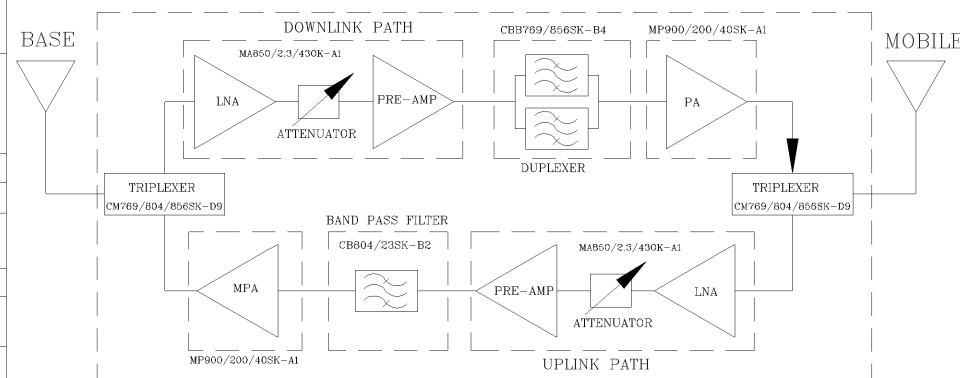 DOWNLINK PATH
CBB769/856SK-B4
MP900/200/40SK-A1
BASE
MOBILE
MA850/2.3/430K-A1
LNA
PRE-AMP
PA
ATTENUATOR
DUPLEXER
TRIPLEXER
CM769/804/856SK-D9
TRIPLEXER
CM769/804/856SK-D9
BAND PASS FILTER
CB804/23SK-B2
MA850/2.3/430K-A1
MPA
PRE-AMP
LNA
ATTENUATOR
MP900/200/40SK-A1
UPLINK PATH